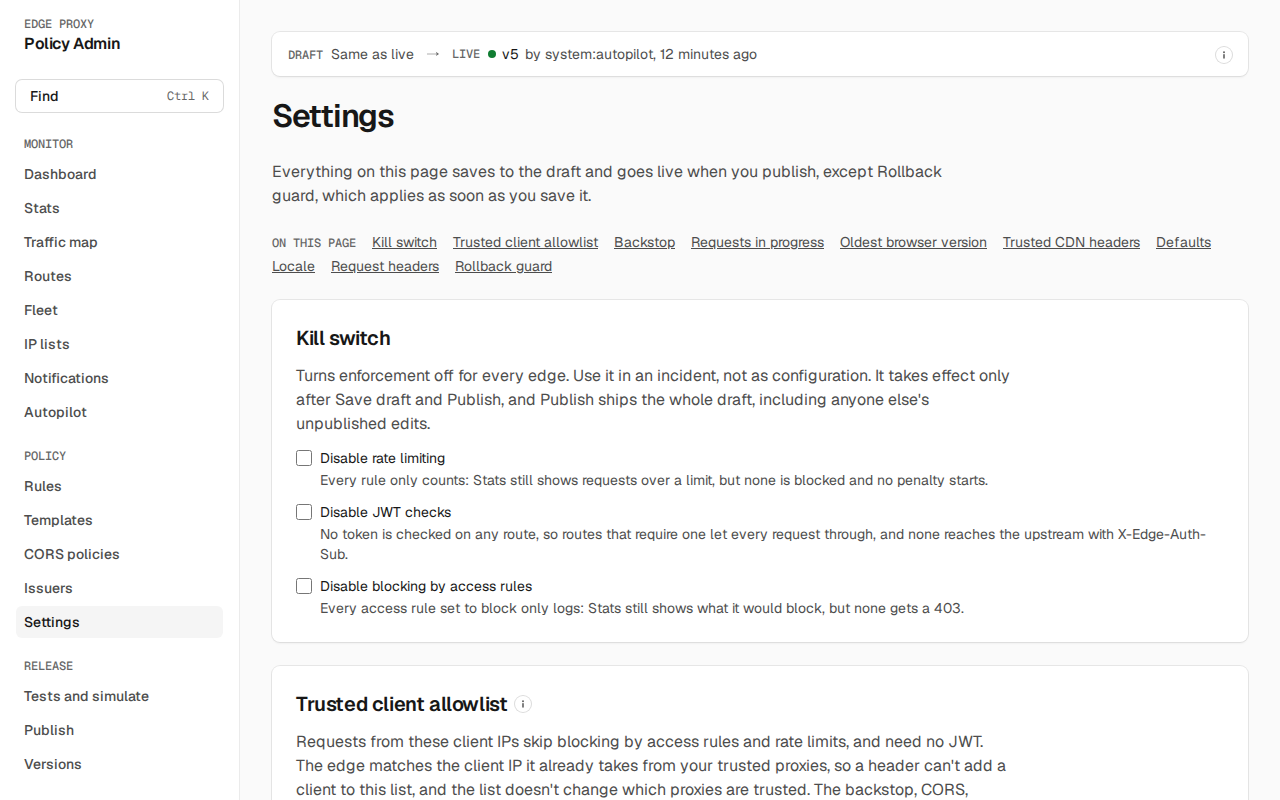 EDGE PROXY
Policy Admin
Find
Ctrl K
MONITOR
Dashboard
Stats
Traffic map
Routes
Fleet
IP lists
Notifications
Autopilot
POLICY
Rules
Templates
CORS policies
Issuers
Settings
RELEASE
Tests and simulate
Publish
Versions
DRAFT Same as live → LIVE v5 by system:autopilot, 12 minutes ago
Settings
Everything on this page saves to the draft and goes live when you publish, except Rollback
guard, which applies as soon as you save it.
ON THIS PAGE Kill switch Trusted client allowlist Backstop Requests in progress Oldest browser version Trusted CDN headers Defaults
Locale Request headers Rollback guard
Kill switch
Turns enforcement off for every edge. Use it in an incident, not as configuration. It takes effect only
after Save draft and Publish, and Publish ships the whole draft, including anyone else's
unpublished edits.
Disable rate limiting
Every rule only counts: Stats still shows requests over a limit, but none is blocked and no penalty starts.
Disable JWT checks
No token is checked on any route, so routes that require one let every request through, and none reaches the upstream with X-Edge-Auth-
Sub.
Disable blocking by access rules
Every access rule set to block only logs: Stats still shows what it would block, but none gets a 403.
Trusted client allowlist
Requests from these client IPs skip blocking by access rules and rate limits, and need no JWT.
The edge matches the client IP it already takes from your trusted proxies, so a header can't add a
client to this list, and the list doesn't change which proxies are trusted. The backstop, CORS,